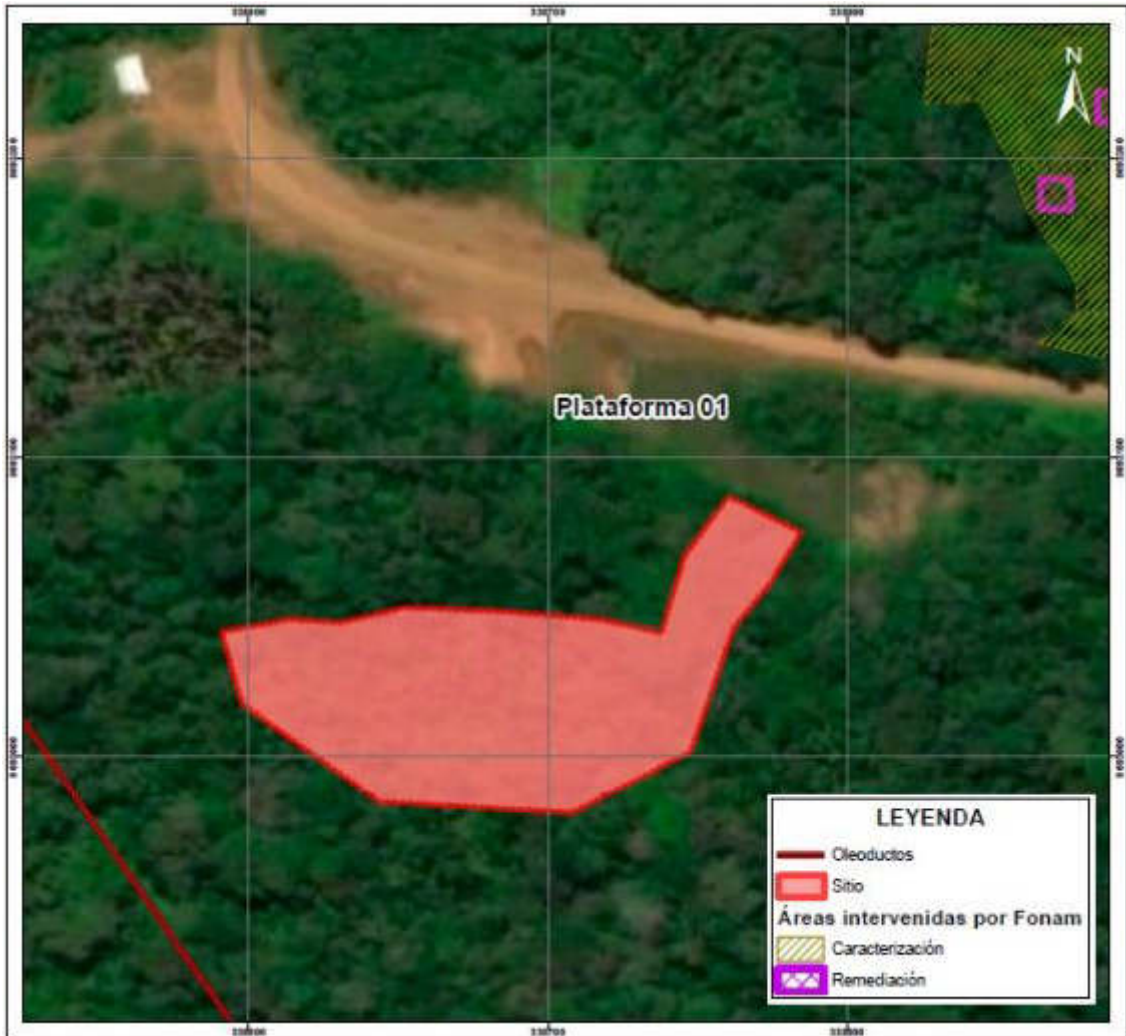 N
Plataforma 01
LEYENDA
Oleoductos
Sitio
Áreas intervenidas por Fonam
Caracterización
Remediación